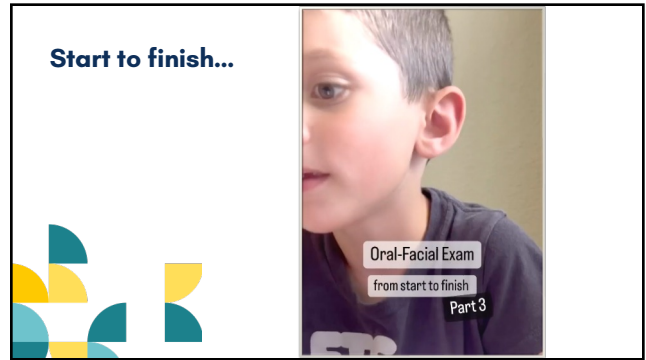 Start to finish...
Oral-Facial Exam
from start to finish
Part 3